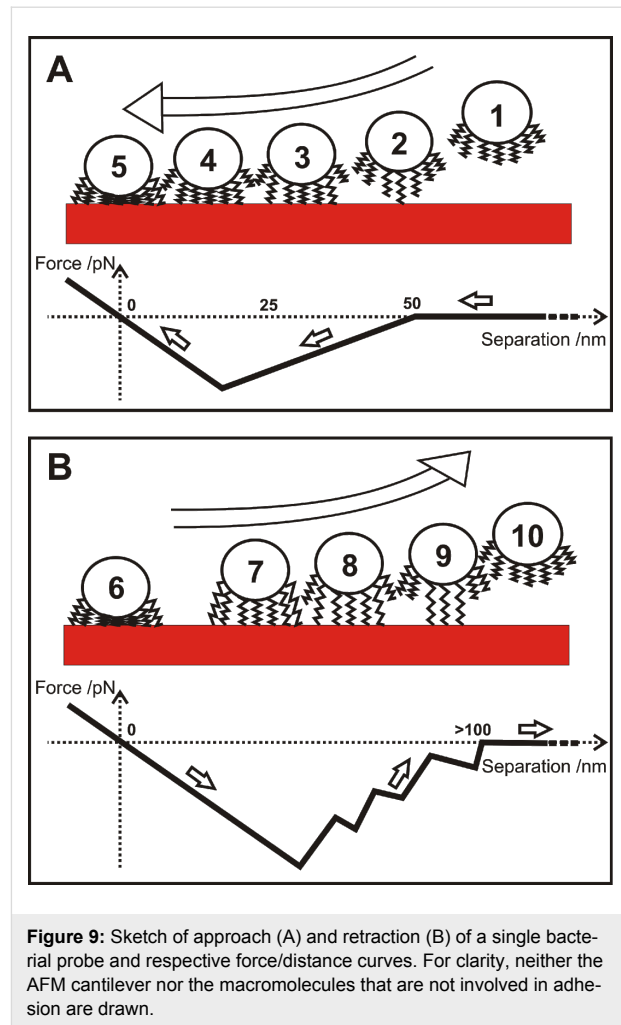 A
1
2
3
4
5
Force /pN
0
25
50
Separation /nm
B
10
9
8
7
6
Force /pN
0
>100
Separation /nm
Figure 9: Sketch of approach (A) and retraction (B) of a single bacte-
rial probe and respective force/distance curves. For clarity, neither the
AFM cantilever nor the macromolecules that are not involved in adhe-
sion are drawn.